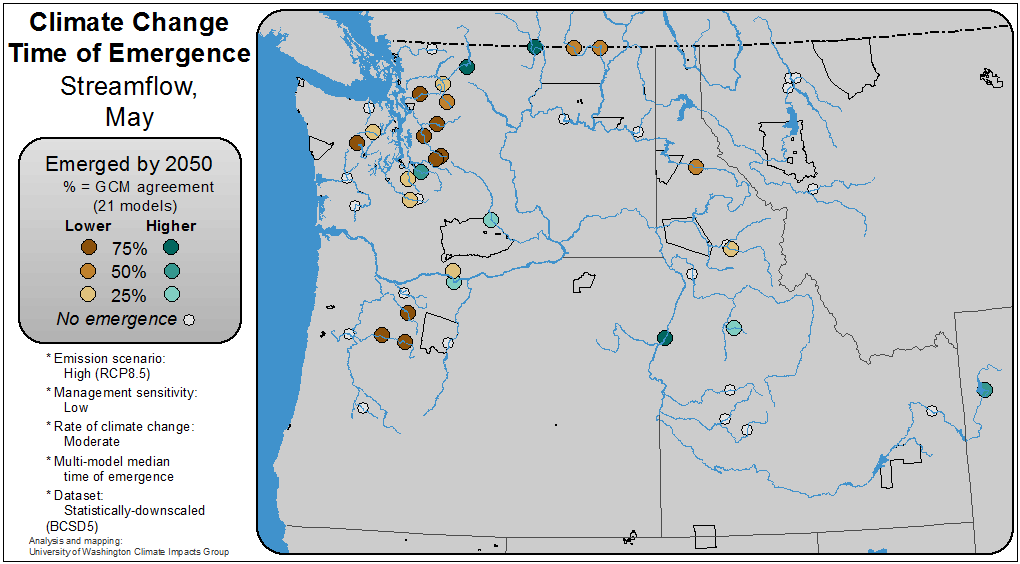 Climate Change
Time of Emergence
Streamflow,
May
Emerged by 2050
% = GCM agreement
(21 models)
Lower Higher
75%
50%
25%
No emergence
* Emission scenario:
High (RCP8.5)
* Management sensitivity:
Low
* Rate of climate change:
Moderate
* Multi-model median
time of emergence
* Dataset:
Statistically-downscaled
(BCSD5)
Analysis and mapping:
University of Washington Climate Impacts Group